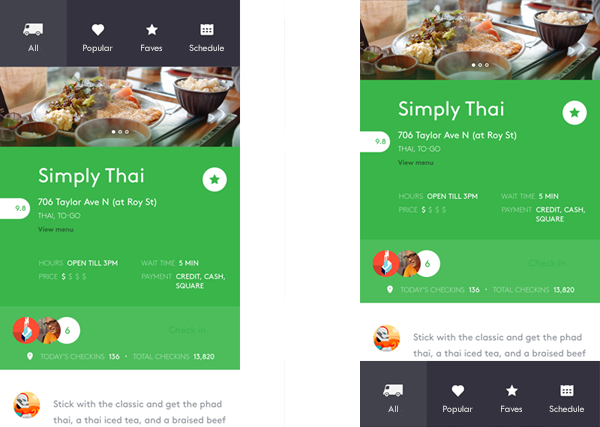 All Popular Faves Schedule
Simply Thai
706 Taylor Ave N (at Roy St)
9.8
THAI, TO-GO
View menu
HOURS OPEN TILL 3PM WAIT TIME 5 MIN
PRICE $ $ $ $ PAYMENT CREDIT, CASH,
SQUARE
6 Check in
TODAY'S CHECKINS 136 • TOTAL CHECKINS 13,820
Stick with the classic and get the phad
thai, a thai iced tea, and a braised beef
Simply Thai
706 Taylor Ave N (at Roy St)
9.8
THAI, TO-GO
View menu
HOURS OPEN TILL 3PM WAIT TIME 5 MIN
PRICE $ $ $ $ PAYMENT CREDIT, CASH,
SQUARE
6 Check in
TODAY'S CHECKINS 136 • TOTAL CHECKINS 13,820
Stick with the classic and get the phad
thai, a thai iced tea, and a braised beef
All Popular Faves Schedule